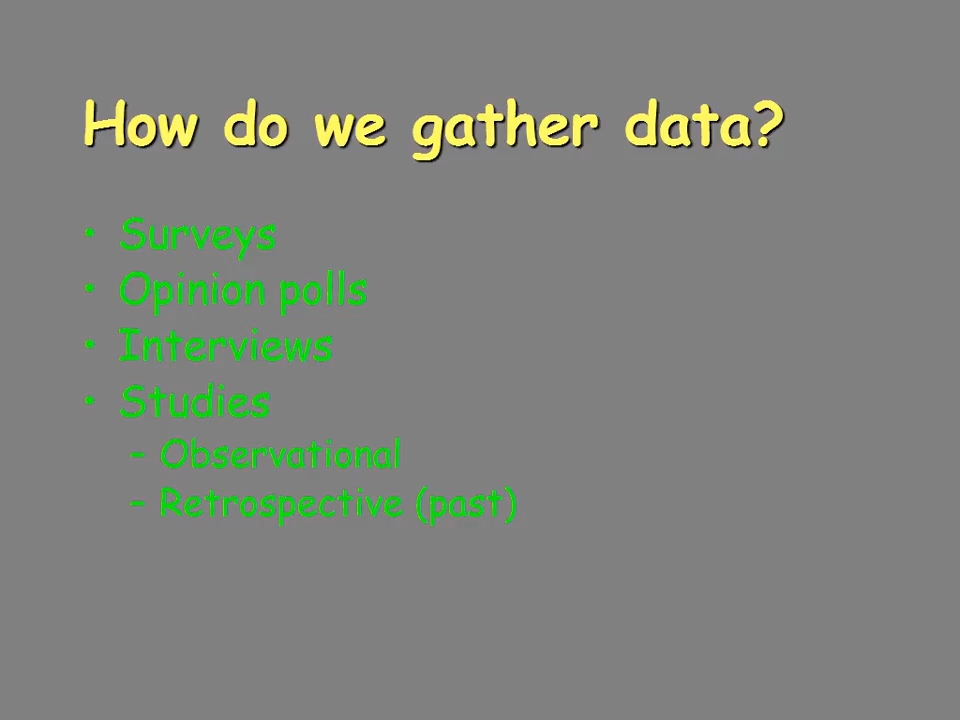 How do we gather data?
• Surveys
• Opinion polls
• Interviews
• Studies
– Observational
– Retrospective (past)